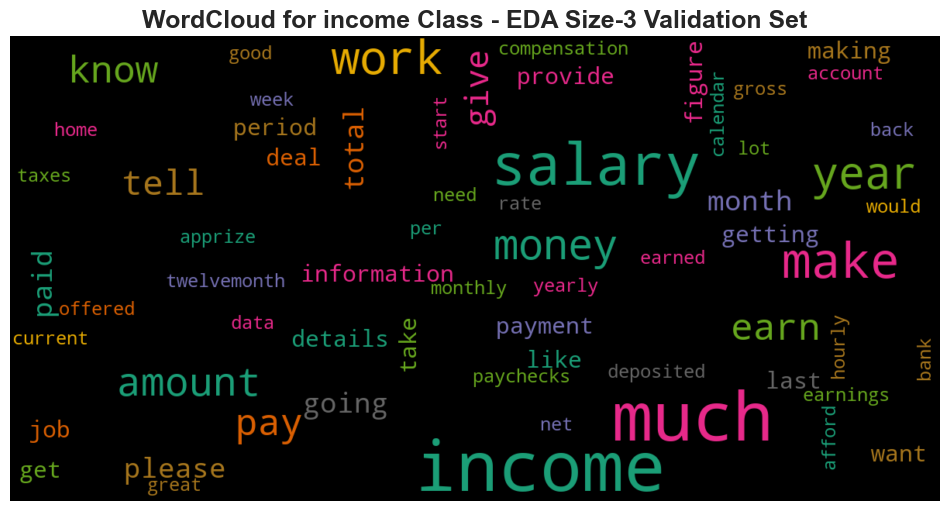 WordCloud for income Class - EDA Size-3 Validation Set
know
good
work
compensation
give
provide
figure
making
account
week
calendar
gross
home
period
total
start
deal
salary
lot
back
taxes
tell
need
rate
month
year
would
apprize
per
money
getting
earned
make
paid
twelvemonth
information
monthly
yearly
offered
current
data
details
take
payment
like
earn
hourly
bank
amount
going
paychecks
deposited
last
earnings
job
pay
much
net
afford
want
get
please
great
income